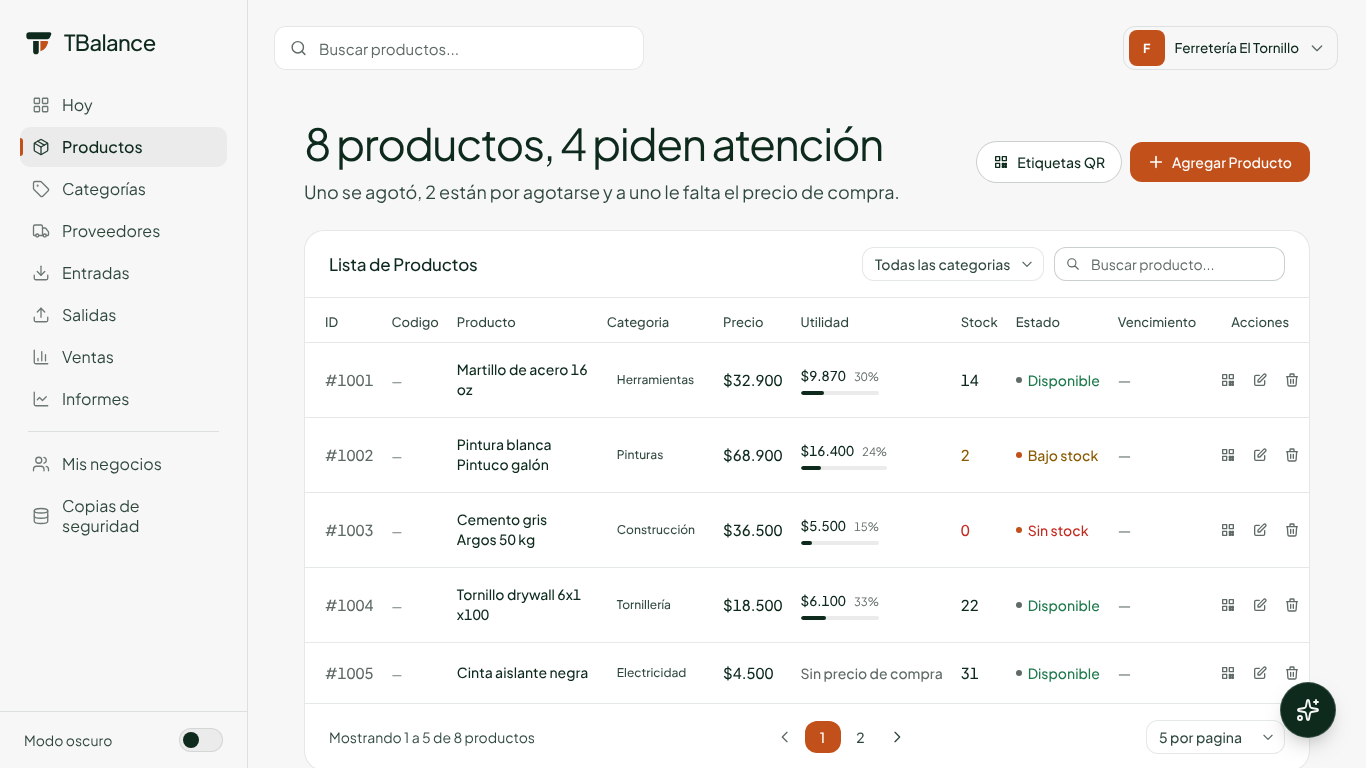 TBalance
Buscar productos...
F
Ferretería El Tornillo
Hoy
Productos
Categorías
Proveedores
Entradas
Salidas
Ventas
Informes
Mis negocios
Copias de
seguridad
Modo oscuro
8 productos, 4 piden atención
Uno se agotó, 2 están por agotarse y a uno le falta el precio de compra.
Etiquetas QR
Agregar Producto
Lista de Productos
Todas las categorias
Buscar producto...
ID Codigo Producto Categoria Precio Utilidad Stock Estado Vencimiento Acciones
#1001 — Martillo de acero 16 Herramientas $32.900 $9.870 30% 14 Disponible —
oz
#1002 — Pintura blanca Pinturas $68.900 $16.400 24% 2 Bajo stock —
Pintuco galón
#1003 — Cemento gris Construcción $36.500 $5.500 15% 0 Sin stock —
Argos 50 kg
#1004 — Tornillo drywall 6x1 Tornillería $18.500 $6.100 33% 22 Disponible —
x100
#1005 — Cinta aislante negra Electricidad $4.500 Sin precio de compra 31 Disponible —
Mostrando 1 a 5 de 8 productos
1 2
5 por pagina